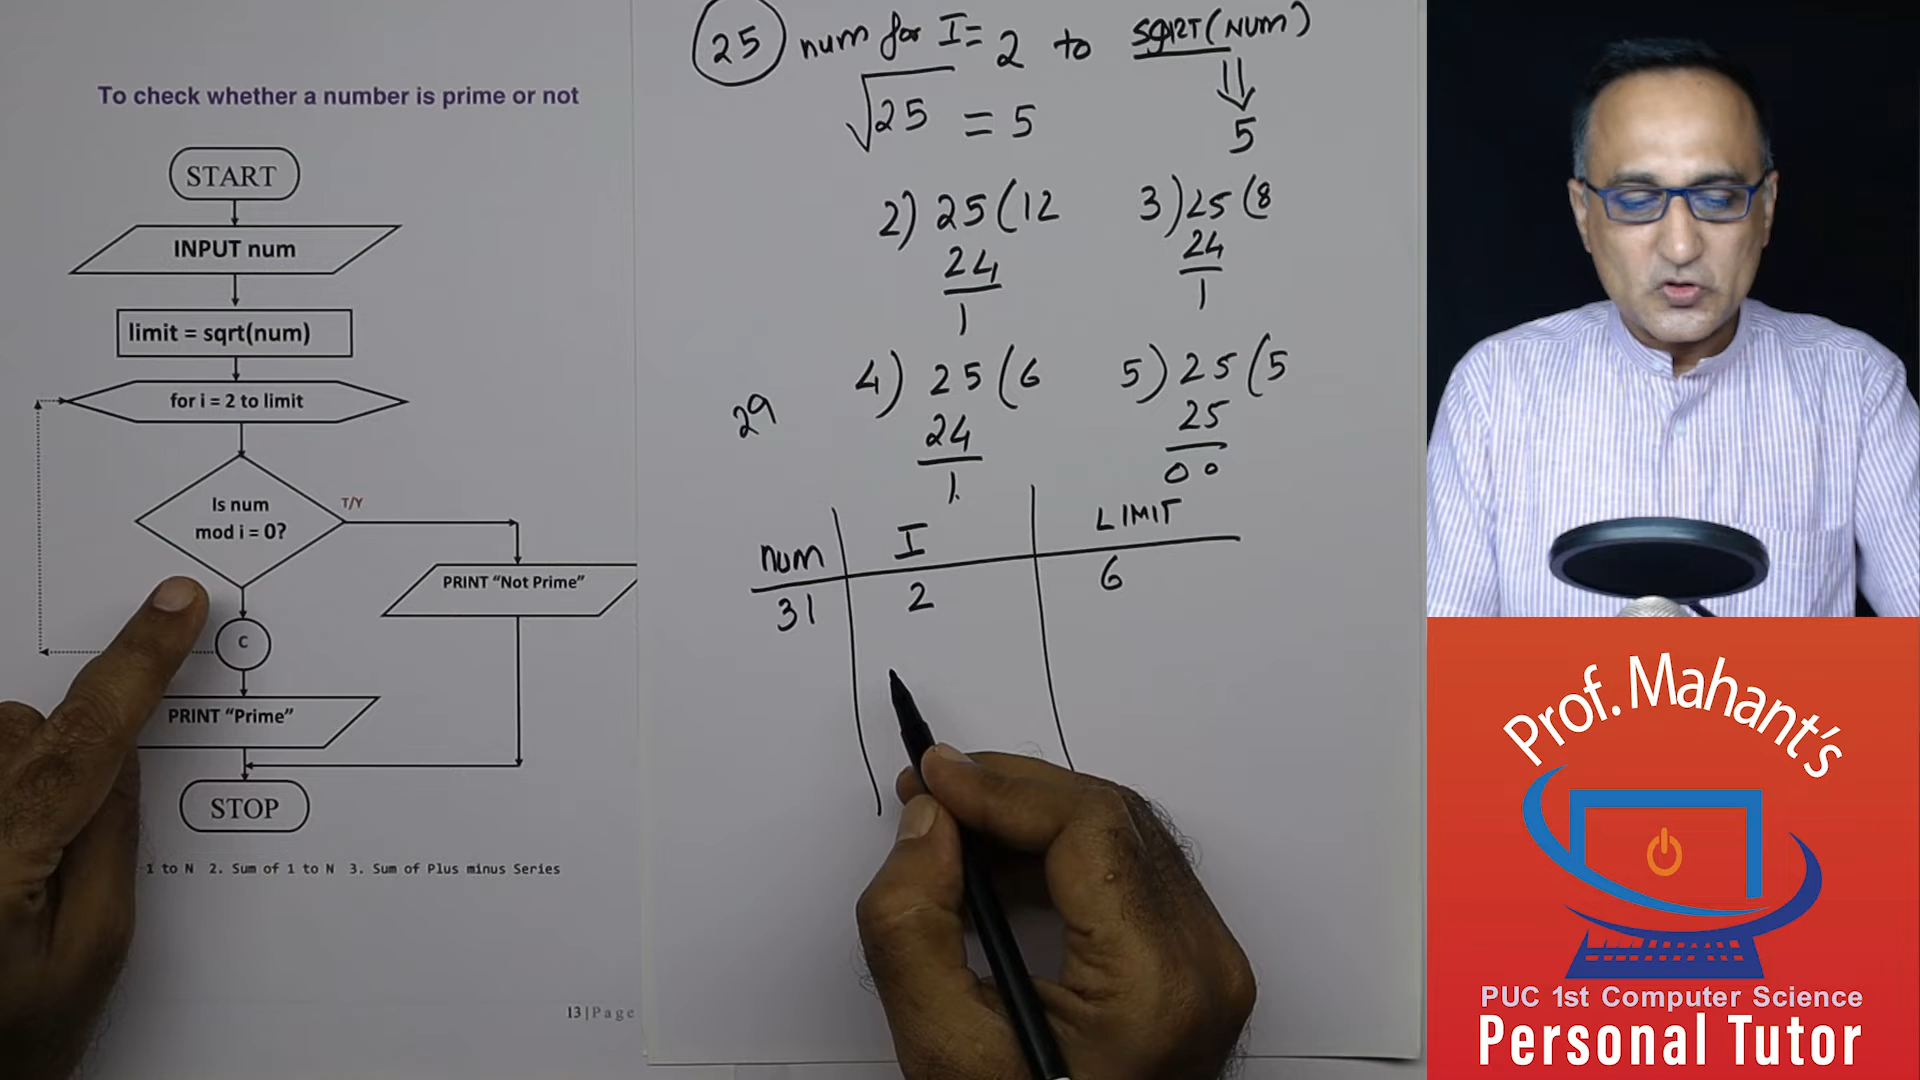 To check whether a number is prime or not
START
INPUT num
limit = sqrt(num)
for i = 2 to limit
Is num
mod i = 0?
T/Y
PRINT “Not Prime”
C
PRINT “Prime”
STOP
1 to N 2. Sum of 1 to N 3. Sum of Plus minus Series
13|Page
25 num for I= 2 to SQRT(NUM)
√25 = 5
5
2) 25 (12
24
1
3) 25 (8
24
1
29
4) 25 (6
24
1
5) 25 (5
25
00
num I LIMIT
31 2 6
Prof. Mahant's
PUC 1st Computer Science
Personal Tutor